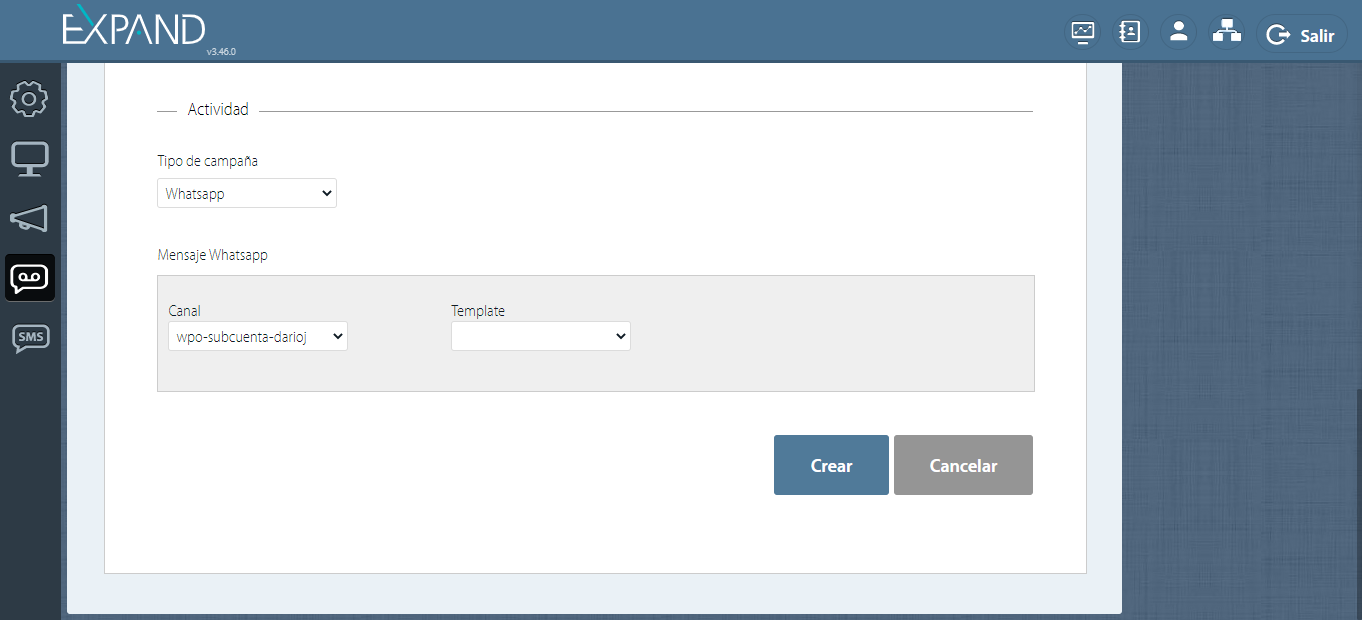 EXPAND
v3.46.0
Salir
Actividad
Tipo de campaña
Whatsapp
Mensaje Whatsapp
Canal
Template
wpo-subcuenta-darioj
SMS
Crear
Cancelar